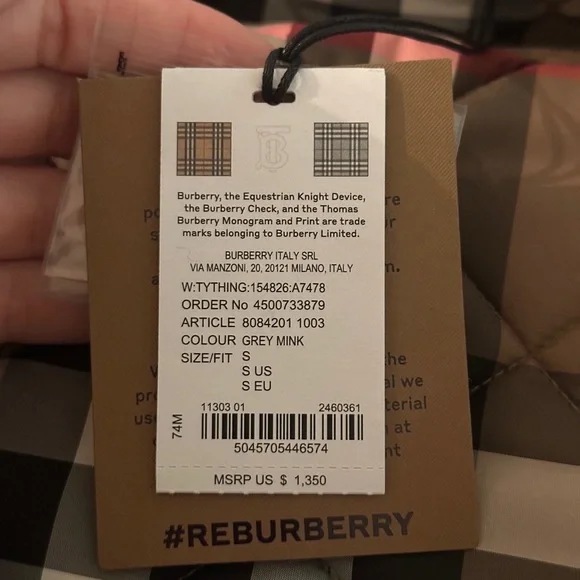 Burberry, the Equestrian Knight Device,
the Burberry Check, and the Thomas
Burberry Monogram and Print are trade
marks belonging to Burberry Limited.
BURBERRY ITALY SRL
VIA MANZONI, 20, 20121 MILANO, ITALY
W:TYTHING:154826:A7478
ORDER No 4500733879
ARTICLE 8084201 1003
COLOUR GREY MINK
SIZE/FIT S
S US
S EU
11303 01 2460361
74M
5045705446574
MSRP US $ 1,350
#REBURBERRY